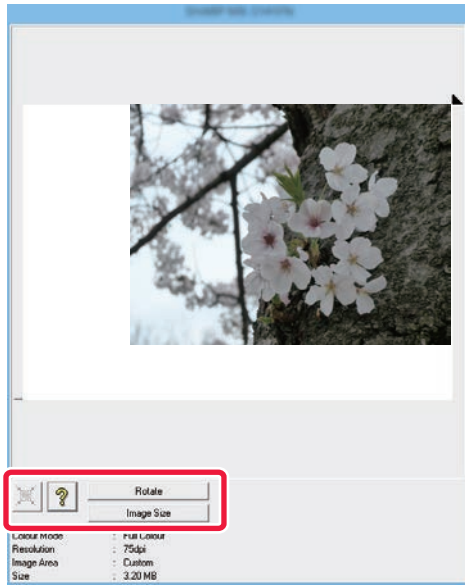 ?
Rotate
Image Size
Colour Mode : Full Colour
Resolution : 75dpi
Image Area : Custom
Size : 3.20 MB